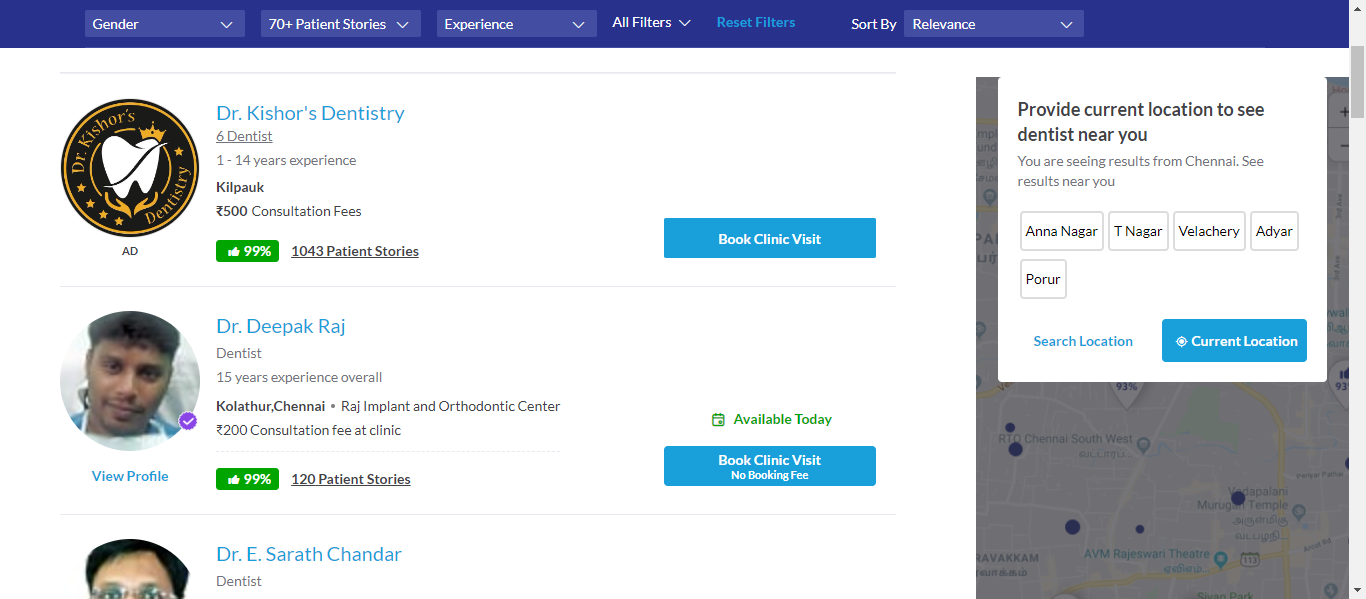 Gender
70+ Patient Stories
Experience
All Filters
Reset Filters
Sort By
Relevance
Dr. Kishor's
Dentistry
AD
Dr. Kishor's Dentistry
6 Dentist
1 - 14 years experience
Kilpauk
₹500 Consultation Fees
99%
1043 Patient Stories
Book Clinic Visit
Dr. Deepak Raj
Dentist
15 years experience overall
Kolathur,Chennai • Raj Implant and Orthodontic Center
₹200 Consultation fee at clinic
View Profile
99%
120 Patient Stories
Available Today
Book Clinic Visit
No Booking Fee
Dr. E. Sarath Chandar
Dentist
Provide current location to see
dentist near you
You are seeing results from Chennai. See
results near you
Anna Nagar
T Nagar
Velachery
Adyar
Porur
Search Location
Current Location
93%
RTO Chennai South West
Vadapalani
Murugan Temple
அருள்மிகு
AVM Rajeswari Theatre
113